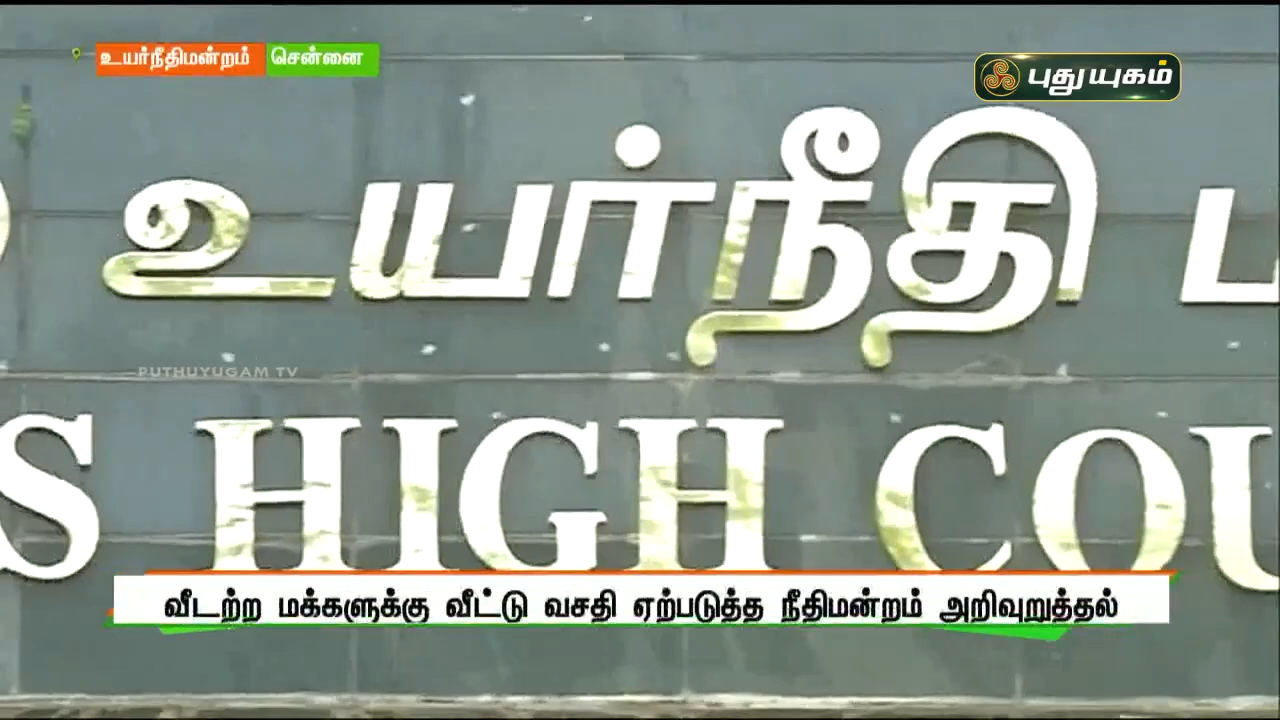 உயர்நீதிமன்றம் சென்னை
புதுயுகம்
உயர்நீதி
PUTHUYUGAM TV
S HIGH COU
வீடற்ற மக்களுக்கு வீட்டு வசதி ஏற்படுத்த நீதிமன்றம் அறிவுறுத்தல்